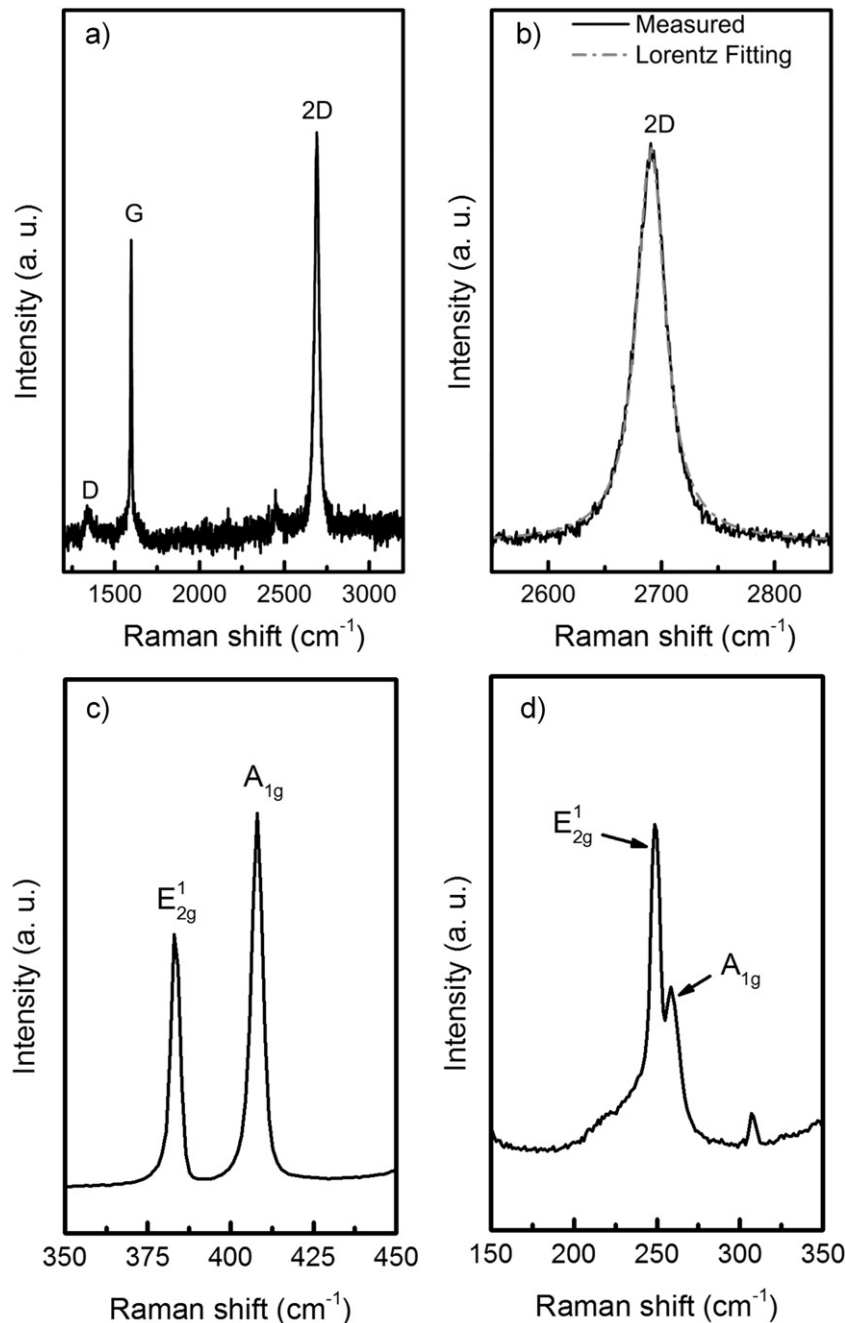 a)
2D
G
D
Intensity (a. u.)
1500 2000 2500 3000
Raman shift (cm⁻¹)
b)
Measured
Lorentz Fitting
2D
Intensity (a. u.)
2600 2700 2800
Raman shift (cm⁻¹)
c)
A₁g
E¹₂g
Intensity (a. u.)
350 375 400 425 450
Raman shift (cm⁻¹)
d)
E¹₂g
A₁g
Intensity (a. u.)
150 200 250 300 350
Raman shift (cm⁻¹)